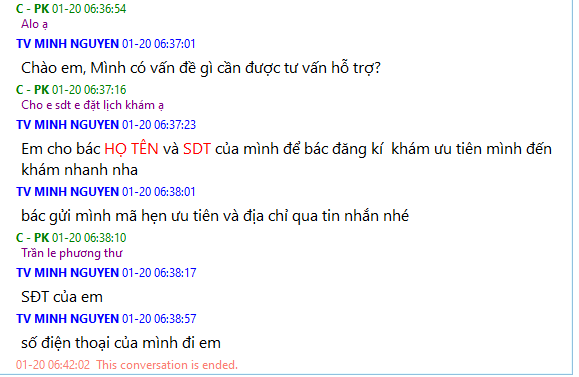 C - PK 01-20 06:36:54
Alo ạ
TV MINH NGUYEN 01-20 06:37:01
Chào em, Mình có vấn đề gì cần được tư vấn hỗ trợ?
C - PK 01-20 06:37:16
Cho e sdt e đặt lịch khám ạ
TV MINH NGUYEN 01-20 06:37:23
Em cho bác HỌ TÊN và SDT của mình để bác đăng kí khám ưu tiên mình đến
khám nhanh nha
TV MINH NGUYEN 01-20 06:38:01
bác gửi mình mã hẹn ưu tiên và địa chỉ qua tin nhắn nhé
C - PK 01-20 06:38:10
Trần le phương thư
TV MINH NGUYEN 01-20 06:38:17
SĐT của em
TV MINH NGUYEN 01-20 06:38:57
số điện thoại của mình đi em
01-20 06:42:02 This conversation is ended.